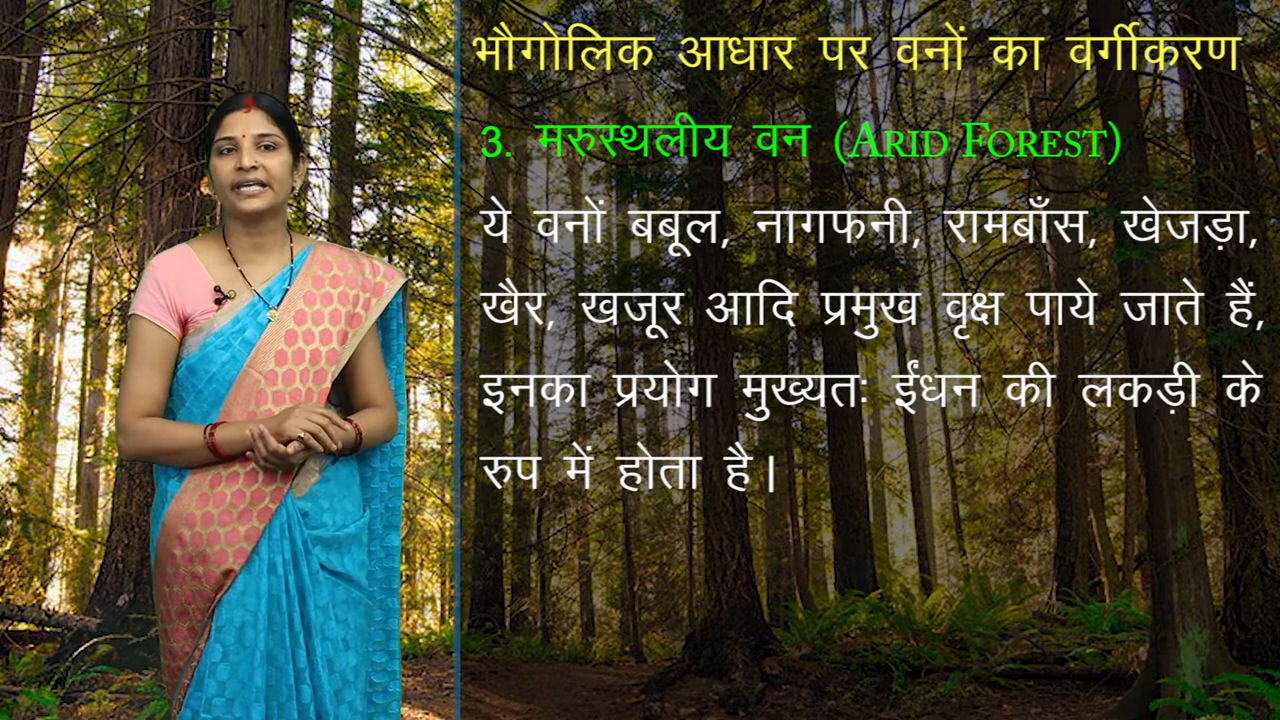 भौगोलिक आधार पर वनों का वर्गीकरण
3. मरुस्थलीय वन (ARID FOREST)
ये वनों बबूल, नागफनी, रामबाँस, खेजड़ा,
खैर, खजूर आदि प्रमुख वृक्ष पाये जाते हैं,
इनका प्रयोग मुख्यतः ईंधन की लकड़ी के
रुप में होता है।